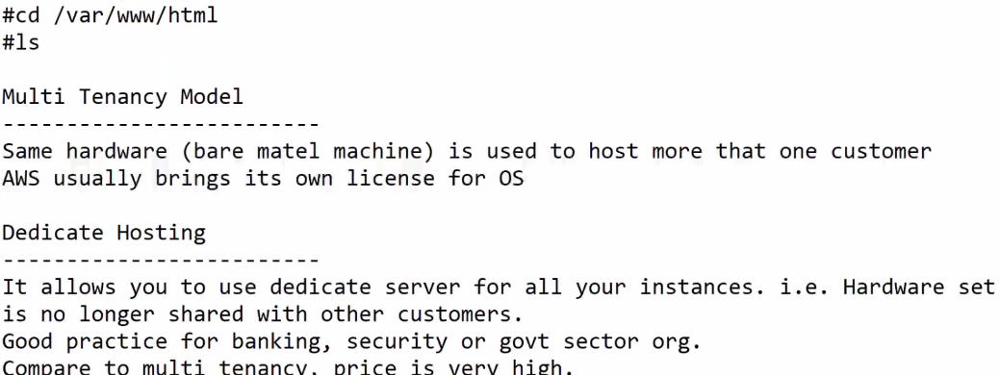 #cd /var/www/html
#ls
Multi Tenancy Model
-------------------------
Same hardware (bare matel machine) is used to host more that one customer
AWS usually brings its own license for OS
Dedicate Hosting
-------------------------
It allows you to use dedicate server for all your instances. i.e. Hardware set
is no longer shared with other customers.
Good practice for banking, security or govt sector org.
Compare to multi tenancy, price is very high.